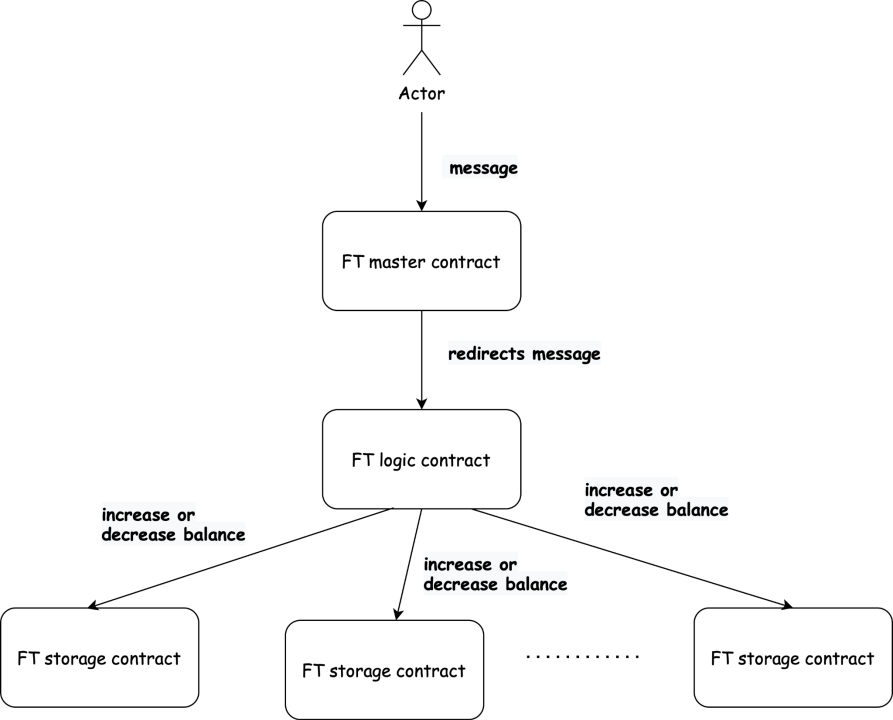 Actor
message
FT master contract
redirects message
FT logic contract
increase or
decrease balance
increase or
decrease balance
increase or
decrease balance
FT storage contract
FT storage contract
FT storage contract